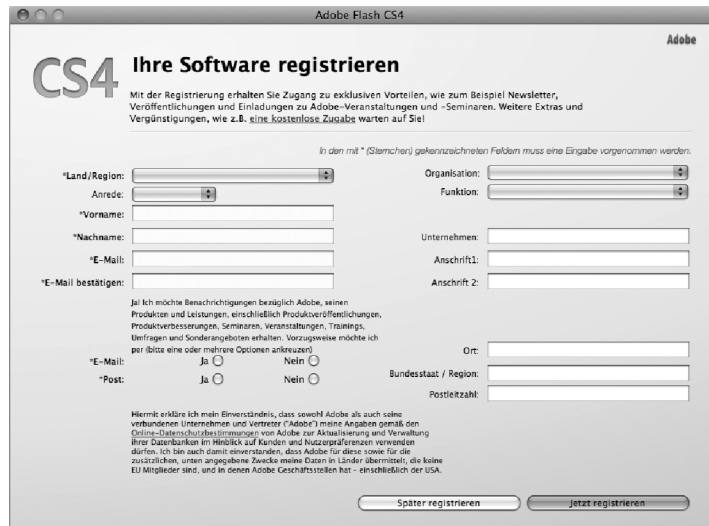 Adobe Flash CS4
Adobe
CS4
Ihre Software registrieren
Mit der Registrierung erhalten Sie Zugang zu exklusiven Vorteilen, wie zum Beispiel Newsletter,
Veröffentlichungen und Einladungen zu Adobe-Veranstaltungen und -Seminaren. Weitere Extras und
Vergünstigungen, wie z.B. eine kostenlose Zugabe warten auf Sie!
In den mit * (Sternchen) gekennzeichneten Feldern muss eine Eingabe vorgenommen werden.
*Land/Region:
Anrede:
*Vorname:
*Nachname:
*E-Mail:
*E-Mail bestätigen:
Organisation:
Funktion:
Unternehmen:
Anschrift1:
Anschrift 2:
Ja! Ich möchte Benachrichtigungen bezüglich Adobe, seinen
Produkten und Leistungen, einschließlich Produktveröffentlichungen,
Produktverbesserungen, Seminaren, Veranstaltungen, Trainings,
Umfragen und Sonderangeboten erhalten. Vorzugsweise möchte ich
per (bitte eine oder mehrere Optionen ankreuzen)
*E-Mail: Ja Nein
*Post: Ja Nein
Ort:
Bundesstaat / Region:
Postleitzahl:
Hiermit erkläre ich mein Einverständnis, dass sowohl Adobe als auch seine
verbundenen Unternehmen und Vertreter ("Adobe") meine Angaben gemäß den
Online-Datenschutzbestimmungen von Adobe zur Aktualisierung und Verwaltung
ihrer Datenbanken im Hinblick auf Kunden und Nutzerpräferenzen verwenden
dürfen. Ich bin auch damit einverstanden, dass Adobe für diese sowie für die
zusätzlichen, unten angegebene Zwecke meine Daten in Länder übermittelt, die keine
EU Mitglieder sind, und in denen Adobe Geschäftsstellen hat - einschließlich der USA.
Später registrieren
Jetzt registrieren